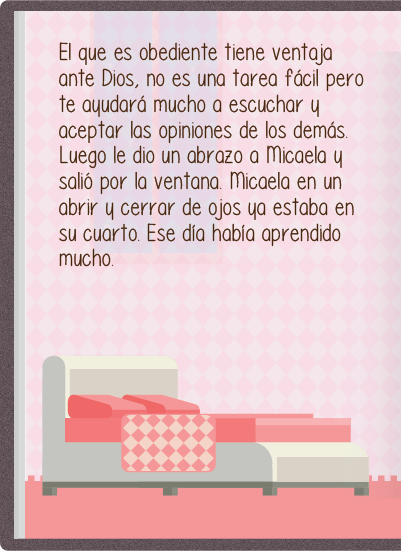 El que es obediente tiene ventaja
ante Dios, no es una tarea fácil pero
te ayudará mucho a escuchar y
aceptar las opiniones de los demás.
Luego le dio un abrazo a Micaela y
salió por la ventana. Micaela en un
abrir y cerrar de ojos ya estaba en
su cuarto. Ese día había aprendido
mucho.